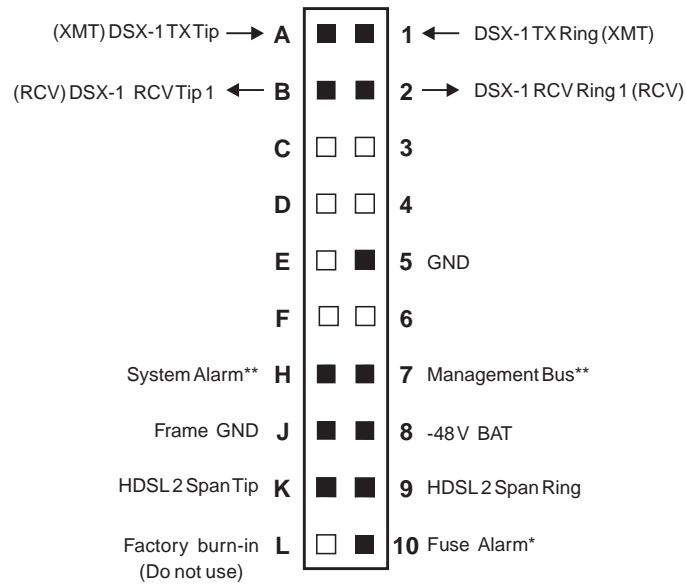 (XMT) DSX-1 TX Tip A 1 DSX-1 TX Ring (XMT)
(RCV) DSX-1 RCV Tip 1 B 2 DSX-1 RCV Ring 1 (RCV)
C 3
D 4
E 5 GND
F 6
System Alarm** H 7 Management Bus**
Frame GND J 8 -48V BAT
HDSL2 Span Tip K 9 HDSL2 Span Ring
Factory burn-in L 10 Fuse Alarm*
(Do not use)